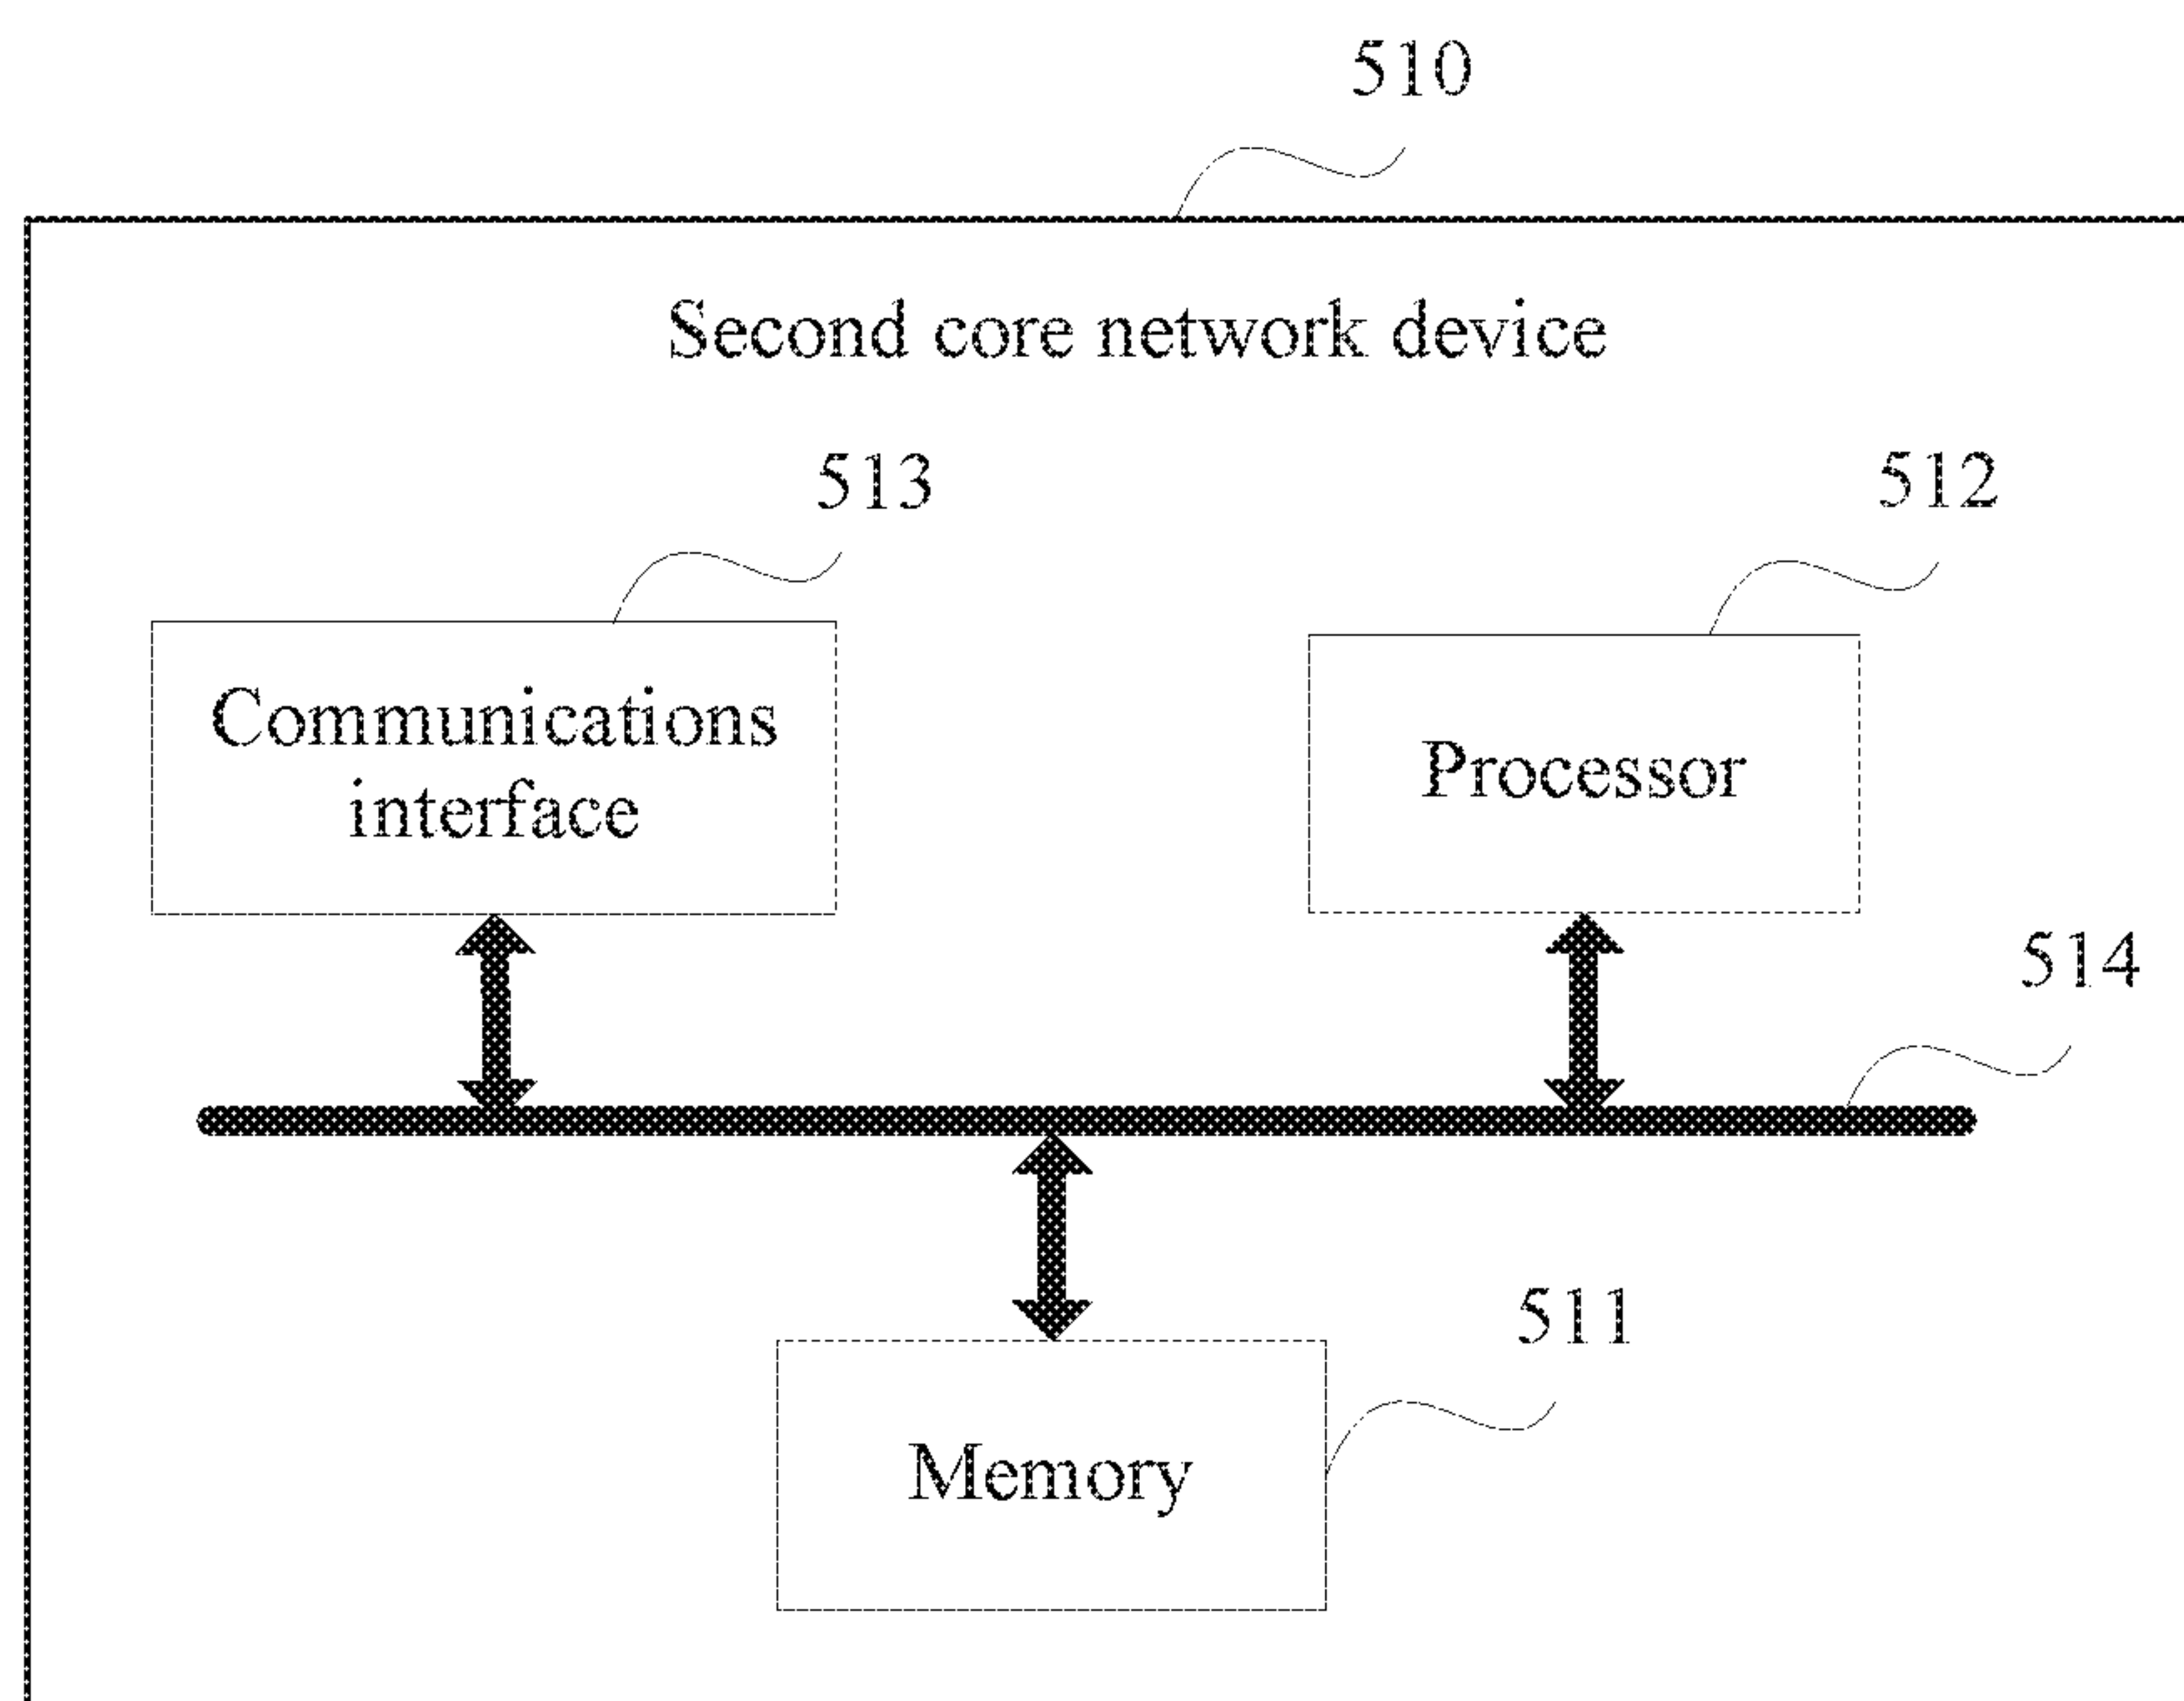 510
Second core network device
513
512
Communications
interface
Processor
514
511
Memory